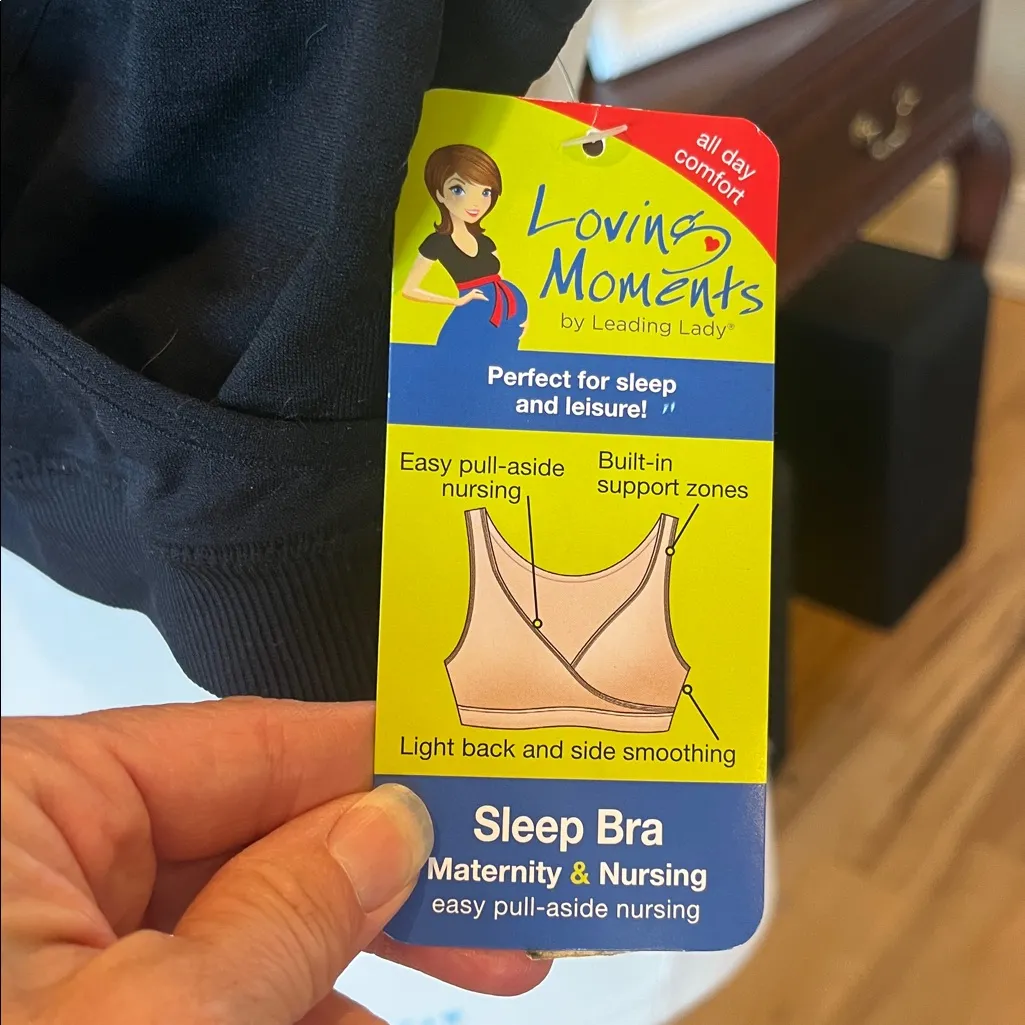 all day
comfort
Loving
Moments
by Leading Lady®
Perfect for sleep
and leisure!
Easy pull-aside
nursing
Built-in
support zones
Light back and side smoothing
Sleep Bra
Maternity & Nursing
easy pull-aside nursing